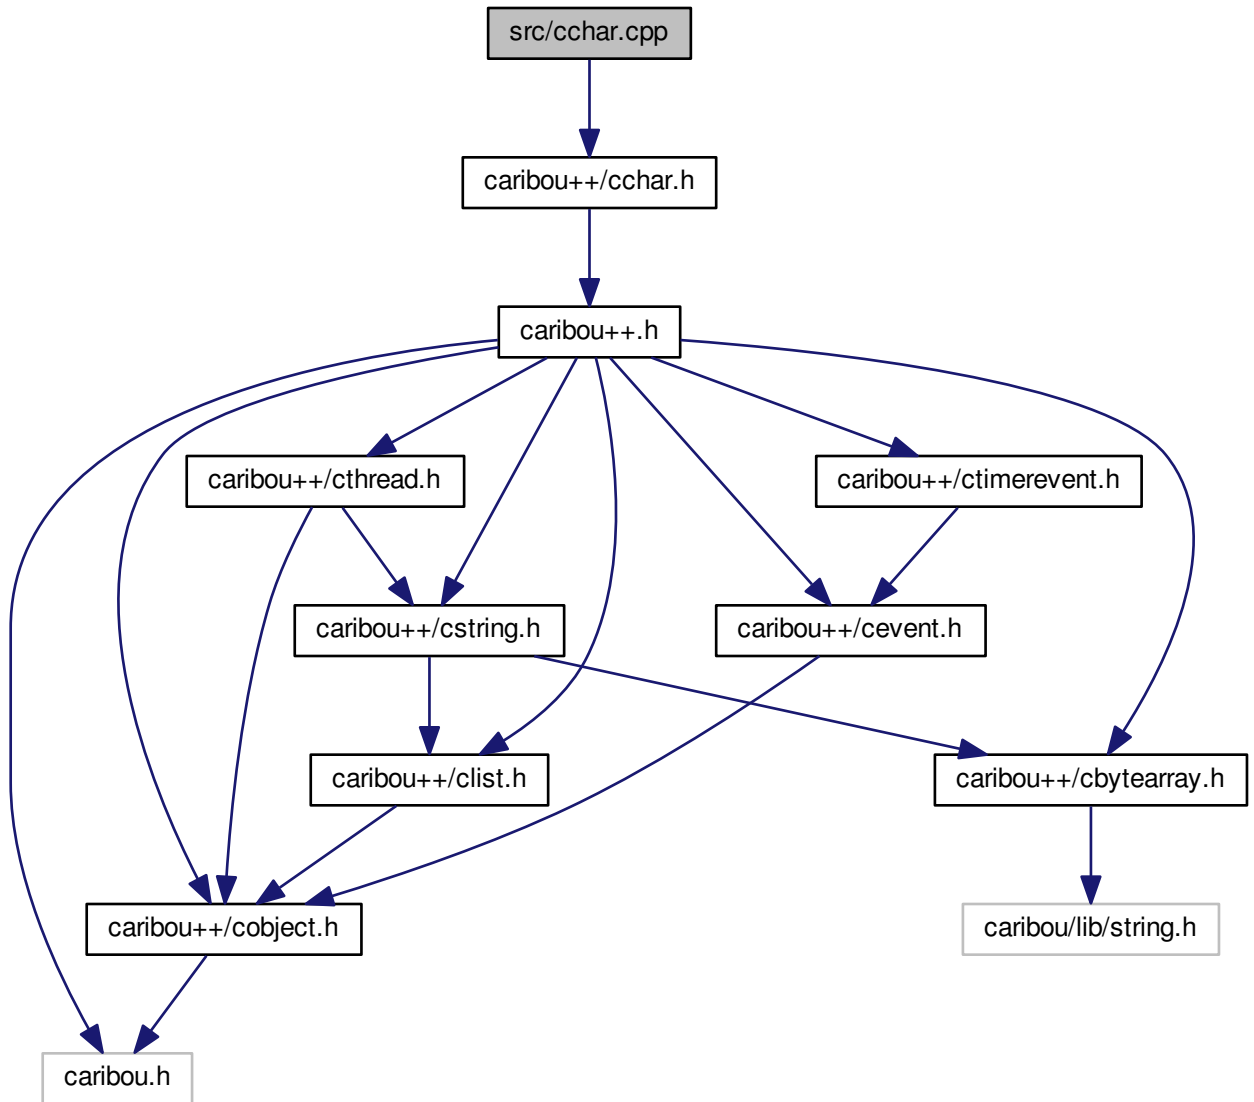 src/cchar.cpp
caribou++/cchar.h
caribou++.h
caribou++/cthread.h
caribou++/ctimerevent.h
caribou++/cstring.h
caribou++/cevent.h
caribou++/clist.h
caribou++/cbytearray.h
caribou++/cobject.h
caribou/lib/string.h
caribou.h